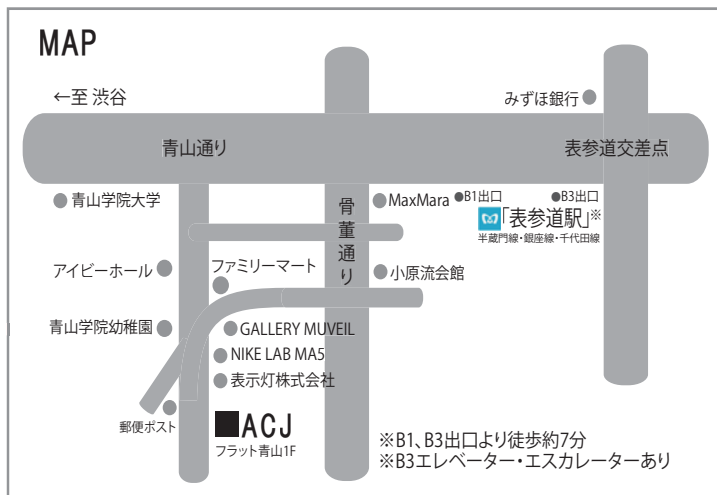 MAP
←至 渋谷
みずほ銀行
青山通り
表参道交差点
青山学院大学
骨董通り
MaxMara
●B1出口
●B3出口
「表参道駅」※
半蔵門線・銀座線・千代田線
アイビーホール
ファミリーマート
小原流会館
青山学院幼稚園
GALLERY MUVEIL
NIKE LAB MA5
表示灯株式会社
郵便ポスト
■ACJ
フラット青山1F
※B1、B3出口より徒歩約7分
※B3エレベーター・エスカレーターあり